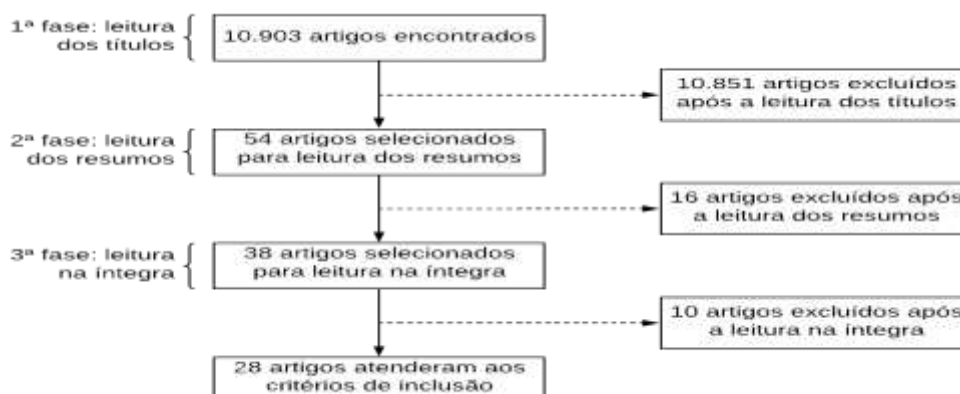 1ª fase: leitura
dos títulos
10.903 artigos encontrados
10.851 artigos excluídos
após a leitura dos títulos
2ª fase: leitura
dos resumos
54 artigos selecionados
para leitura dos resumos
16 artigos excluídos após
a leitura dos resumos
3ª fase: leitura
na íntegra
38 artigos selecionados
para leitura na íntegra
10 artigos excluídos após
a leitura na íntegra
28 artigos atenderam aos
critérios de inclusão